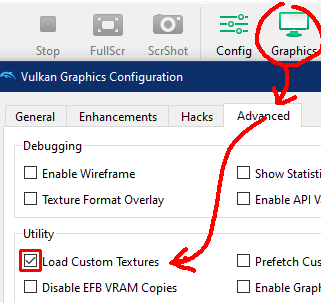 Stop FullScr ScrShot Config Graphics
Vulkan Graphics Configuration
General Enhancements Hacks Advanced
Debugging
Enable Wireframe Show Statisti
Texture Format Overlay Enable API V
Utility
Load Custom Textures Prefetch Cus
Disable EFB VRAM Copies Enable Graph